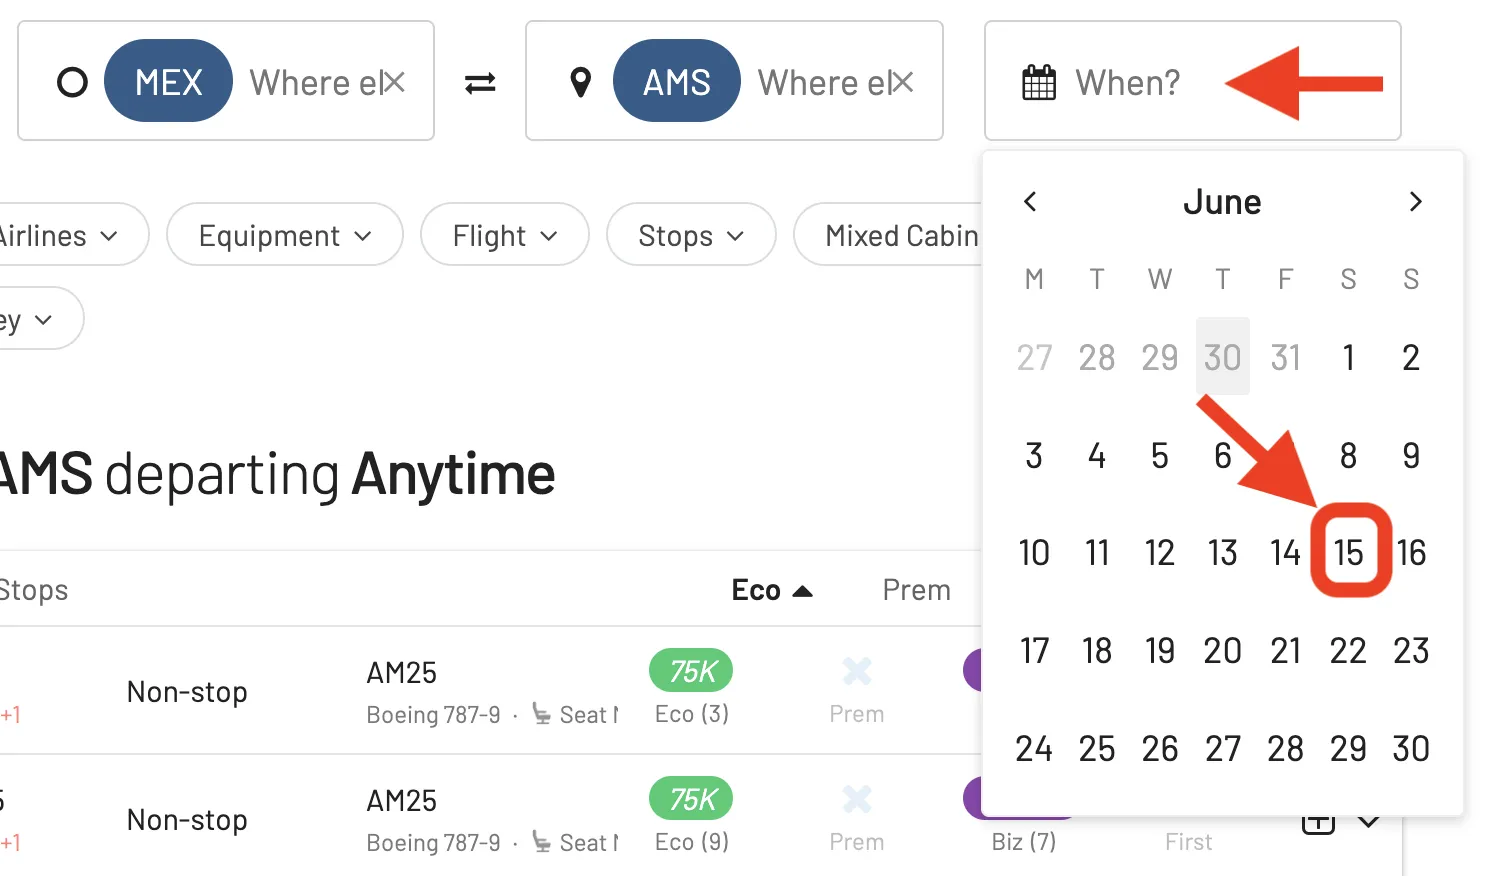 MEX Where el
AMS Where el
When?
Airlines
Equipment
Flight
Stops
Mixed Cabin
ey
June
M T W T F S S
27 28 29 30 31 1 2
3 4 5 6 8 9
10 11 12 13 14 15 16
17 18 19 20 21 22 23
24 25 26 27 28 29 30
AMS departing Anytime
Stops Eco Prem
+1
Non-stop
AM25
Boeing 787-9 · Seat
75K
Eco (3)
Prem
+1
Non-stop
AM25
Boeing 787-9 · Seat
75K
Eco (9)
Prem
Biz (7)
First